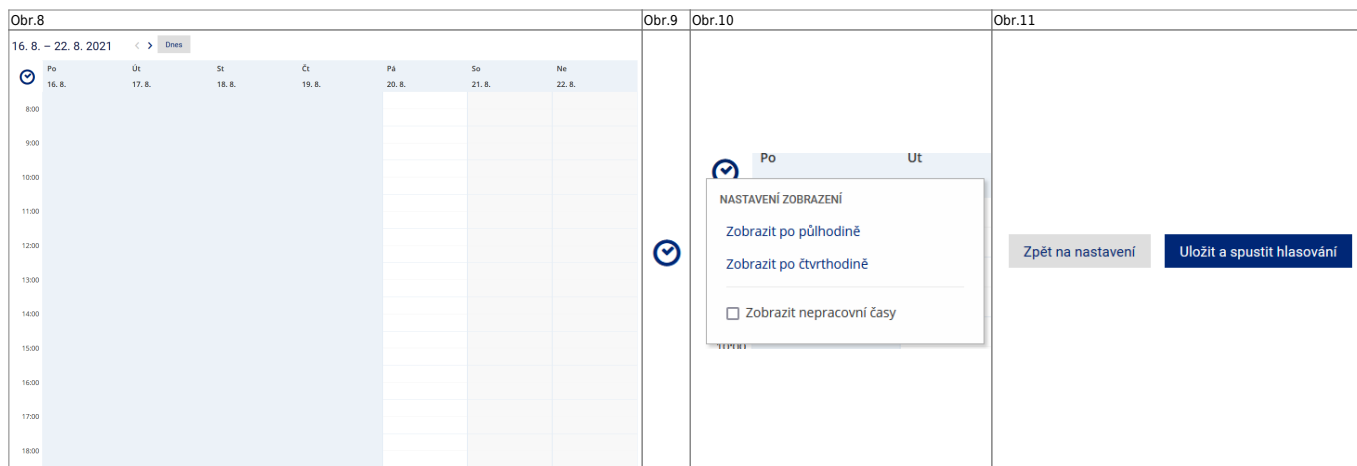 Obr.8
Obr.9
Obr.10
Obr.11
16. 8. – 22. 8. 2021
Dnes
Po Út St Čt Pá So Ne
16. 8. 17. 8. 18. 8. 19. 8. 20. 8. 21. 8. 22. 8.
8:00
9:00
10:00
11:00
12:00
13:00
14:00
15:00
16:00
17:00
18:00
Po Út
NASTAVENÍ ZOBRAZENÍ
Zobrazit po půlhodině
Zobrazit po čtvrthodině
Zobrazit nepracovní časy
10:00
Zpět na nastavení
Uložit a spustit hlasování